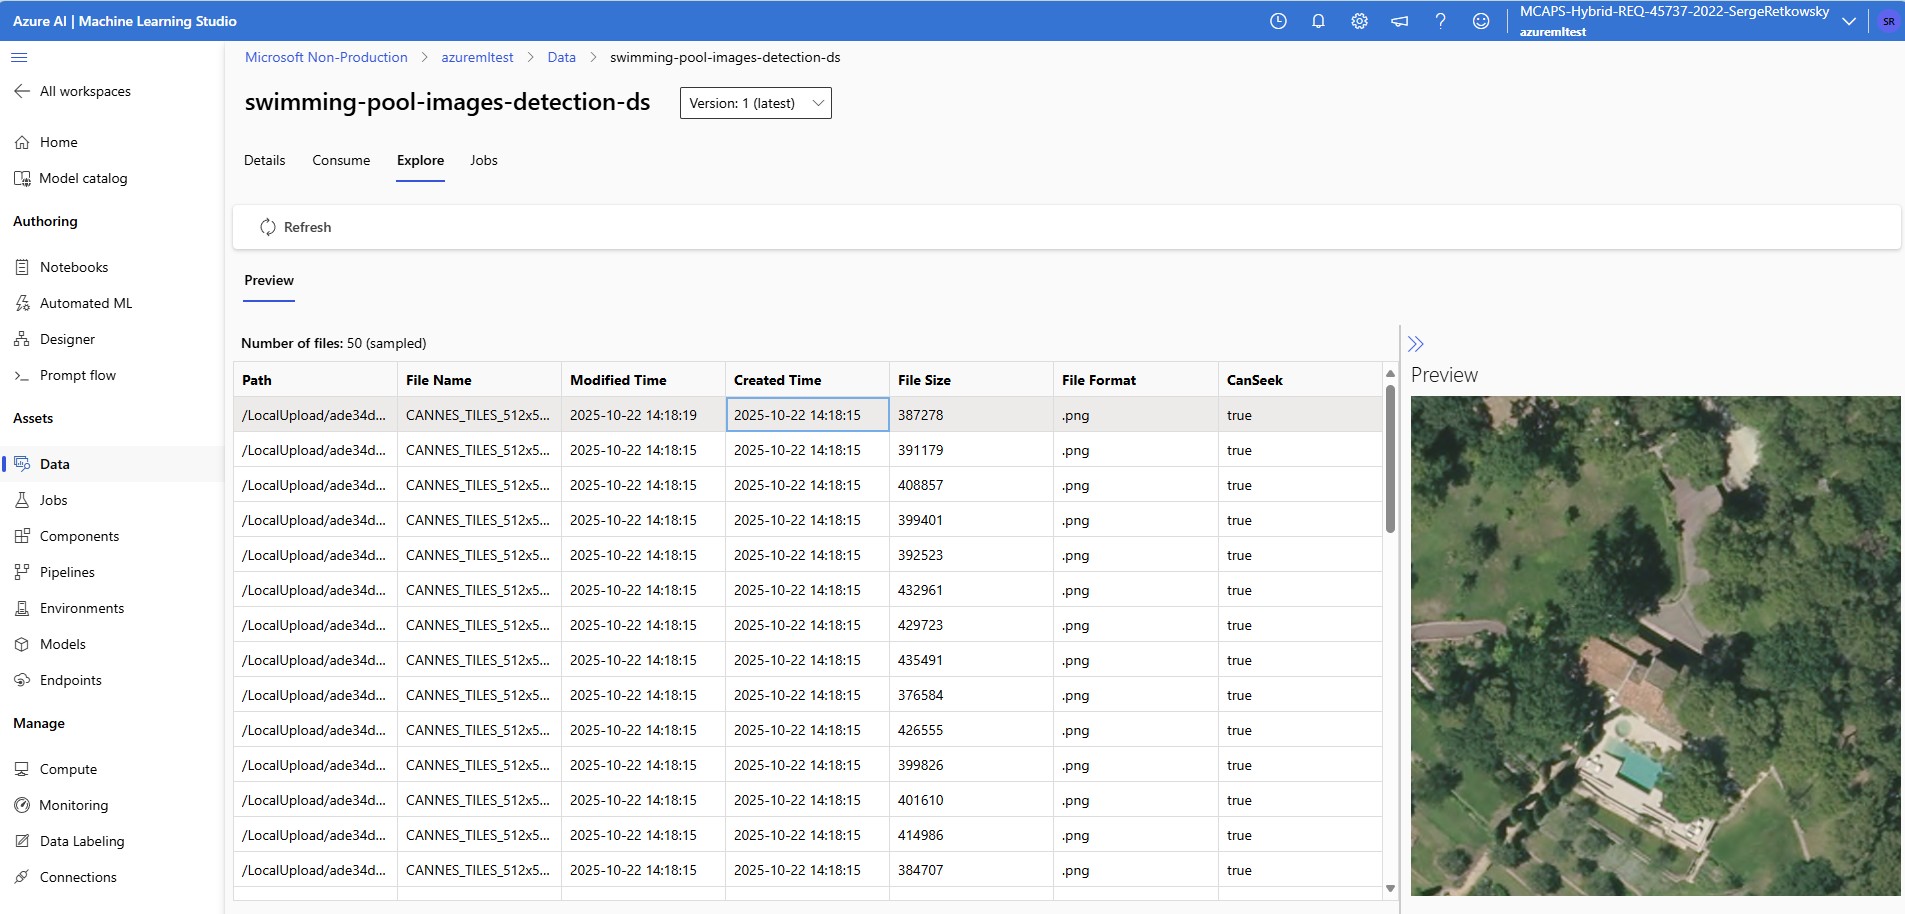 Azure AI | Machine Learning Studio
MCAPS-Hybrid-REQ-45737-2022-SergeRetkowsky
azuremltest
SR
All workspaces
Home
Model catalog
Authoring
Notebooks
Automated ML
Designer
Prompt flow
Assets
Data
Jobs
Components
Pipelines
Environments
Models
Endpoints
Manage
Compute
Monitoring
Data Labeling
Connections
Microsoft Non-Production > azuremltest > Data > swimming-pool-images-detection-ds
swimming-pool-images-detection-ds
Version: 1 (latest)
Details Consume Explore Jobs
Refresh
Preview
Number of files: 50 (sampled)
Path File Name Modified Time Created Time File Size File Format CanSeek
/LocalUpload/ade34d... CANNES_TILES_512x5... 2025-10-22 14:18:19 2025-10-22 14:18:15 387278 .png true
/LocalUpload/ade34d... CANNES_TILES_512x5... 2025-10-22 14:18:15 2025-10-22 14:18:15 391179 .png true
/LocalUpload/ade34d... CANNES_TILES_512x5... 2025-10-22 14:18:15 2025-10-22 14:18:15 408857 .png true
/LocalUpload/ade34d... CANNES_TILES_512x5... 2025-10-22 14:18:15 2025-10-22 14:18:15 399401 .png true
/LocalUpload/ade34d... CANNES_TILES_512x5... 2025-10-22 14:18:15 2025-10-22 14:18:15 392523 .png true
/LocalUpload/ade34d... CANNES_TILES_512x5... 2025-10-22 14:18:15 2025-10-22 14:18:15 432961 .png true
/LocalUpload/ade34d... CANNES_TILES_512x5... 2025-10-22 14:18:15 2025-10-22 14:18:15 429723 .png true
/LocalUpload/ade34d... CANNES_TILES_512x5... 2025-10-22 14:18:15 2025-10-22 14:18:15 435491 .png true
/LocalUpload/ade34d... CANNES_TILES_512x5... 2025-10-22 14:18:15 2025-10-22 14:18:15 376584 .png true
/LocalUpload/ade34d... CANNES_TILES_512x5... 2025-10-22 14:18:15 2025-10-22 14:18:15 426555 .png true
/LocalUpload/ade34d... CANNES_TILES_512x5... 2025-10-22 14:18:15 2025-10-22 14:18:15 399826 .png true
/LocalUpload/ade34d... CANNES_TILES_512x5... 2025-10-22 14:18:15 2025-10-22 14:18:15 401610 .png true
/LocalUpload/ade34d... CANNES_TILES_512x5... 2025-10-22 14:18:15 2025-10-22 14:18:15 414986 .png true
/LocalUpload/ade34d... CANNES_TILES_512x5... 2025-10-22 14:18:15 2025-10-22 14:18:15 384707 .png true
Preview